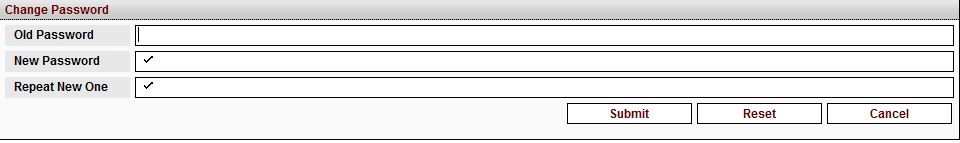 Change Password
Old Password
New Password
Repeat New One
Submit Reset Cancel